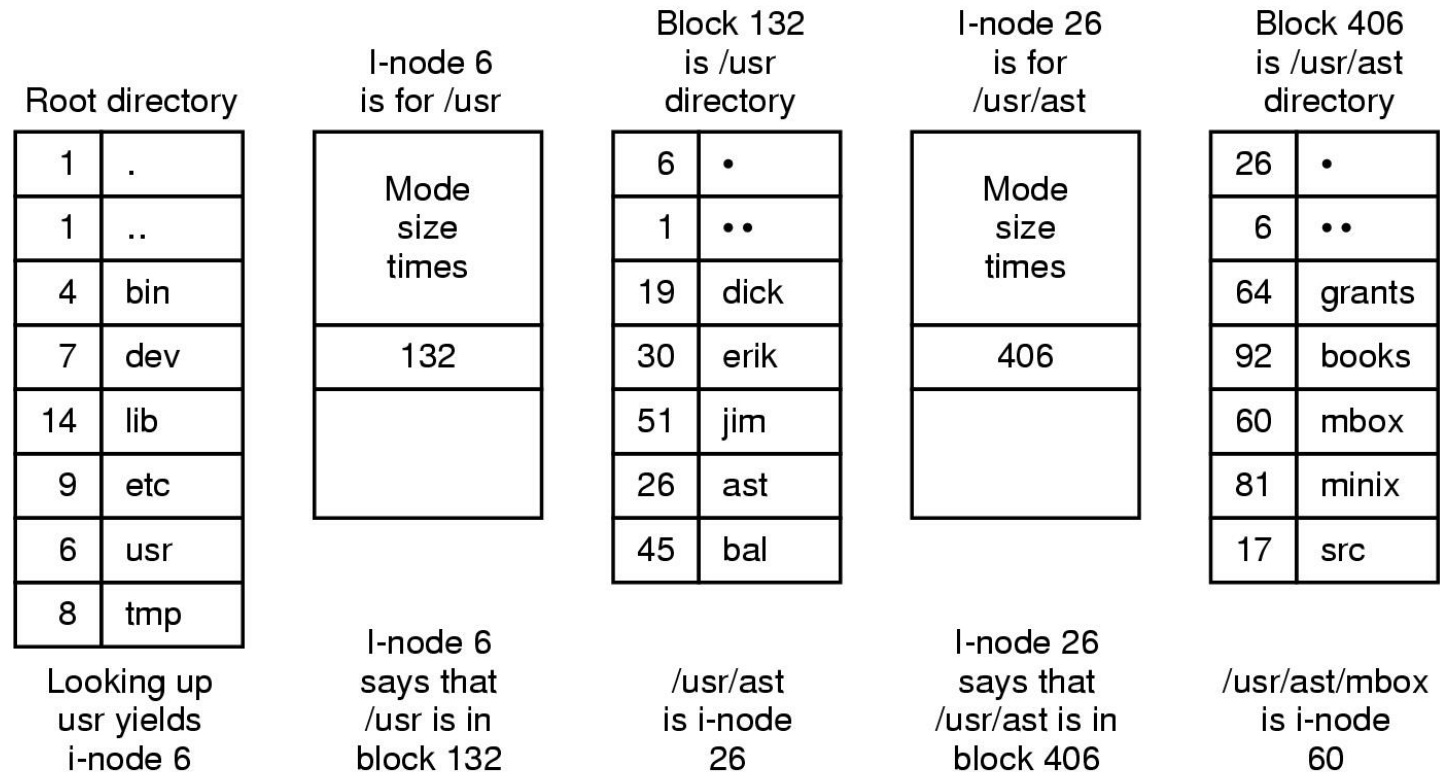 Root directory
1 .
1 ..
4 bin
7 dev
14 lib
9 etc
6 usr
8 tmp
Looking up
usr yields
i-node 6
I-node 6
is for /usr
Mode
size
times
132
I-node 6
says that
/usr is in
block 132
Block 132
is /usr
directory
6 •
1 ••
19 dick
30 erik
51 jim
26 ast
45 bal
/usr/ast
is i-node
26
I-node 26
is for
/usr/ast
Mode
size
times
406
I-node 26
says that
/usr/ast is in
block 406
Block 406
is /usr/ast
directory
26 •
6 ••
64 grants
92 books
60 mbox
81 minix
17 src
/usr/ast/mbox
is i-node
60